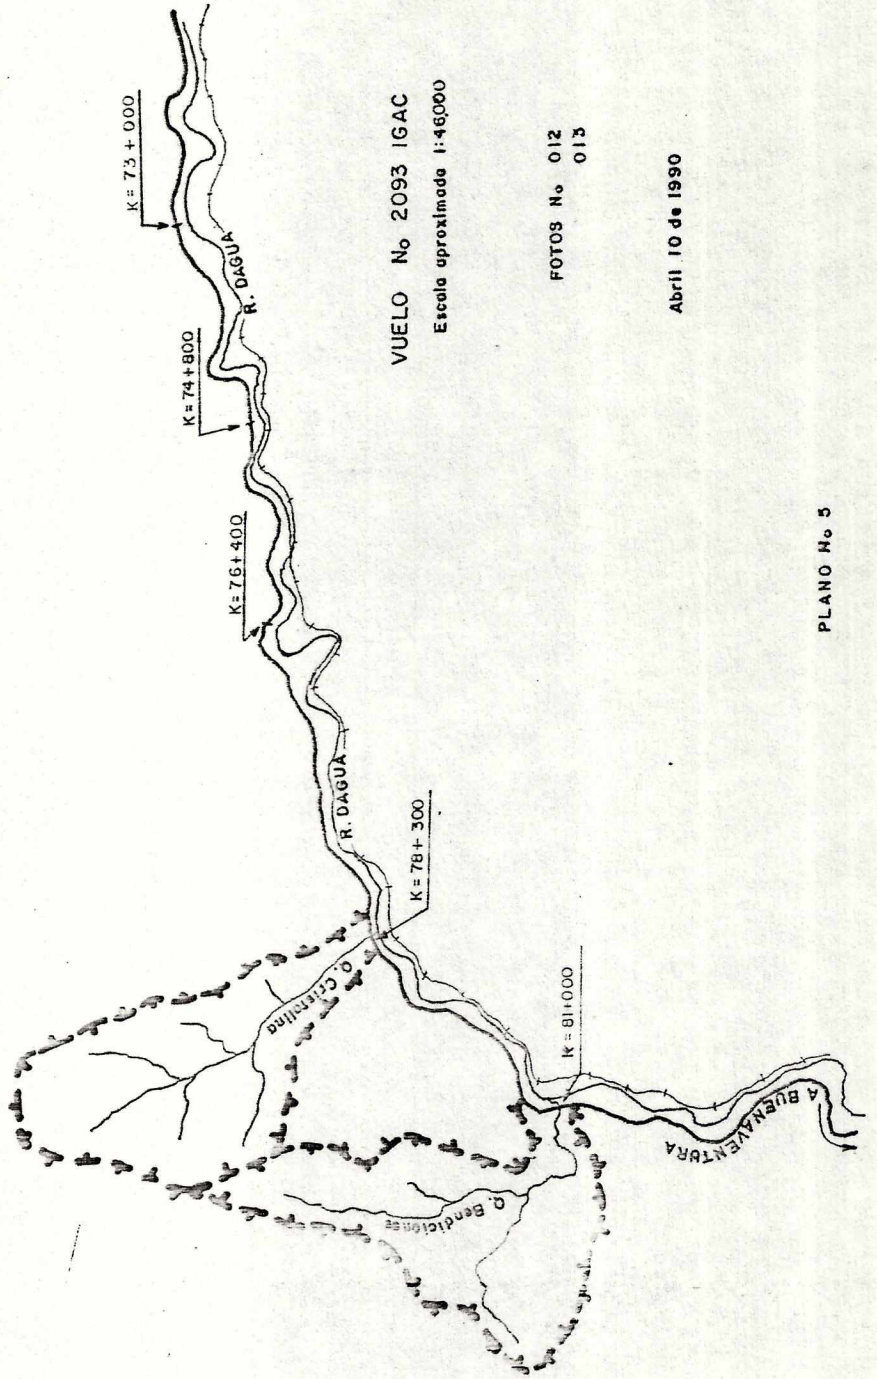 K= 73 + 000
K= 74+800
K= 76+400
R. DAGUA
R. DAGUA
K= 78+ 300
K= 81+000
Q. Cristalina
Q. Bendiciones
A BUENAVENTURA
VUELO No 2093 IGAC
Escala aproximada 1:46,000
FOTOS No 012
013
Abril 10 de 1990
PLANO No 5